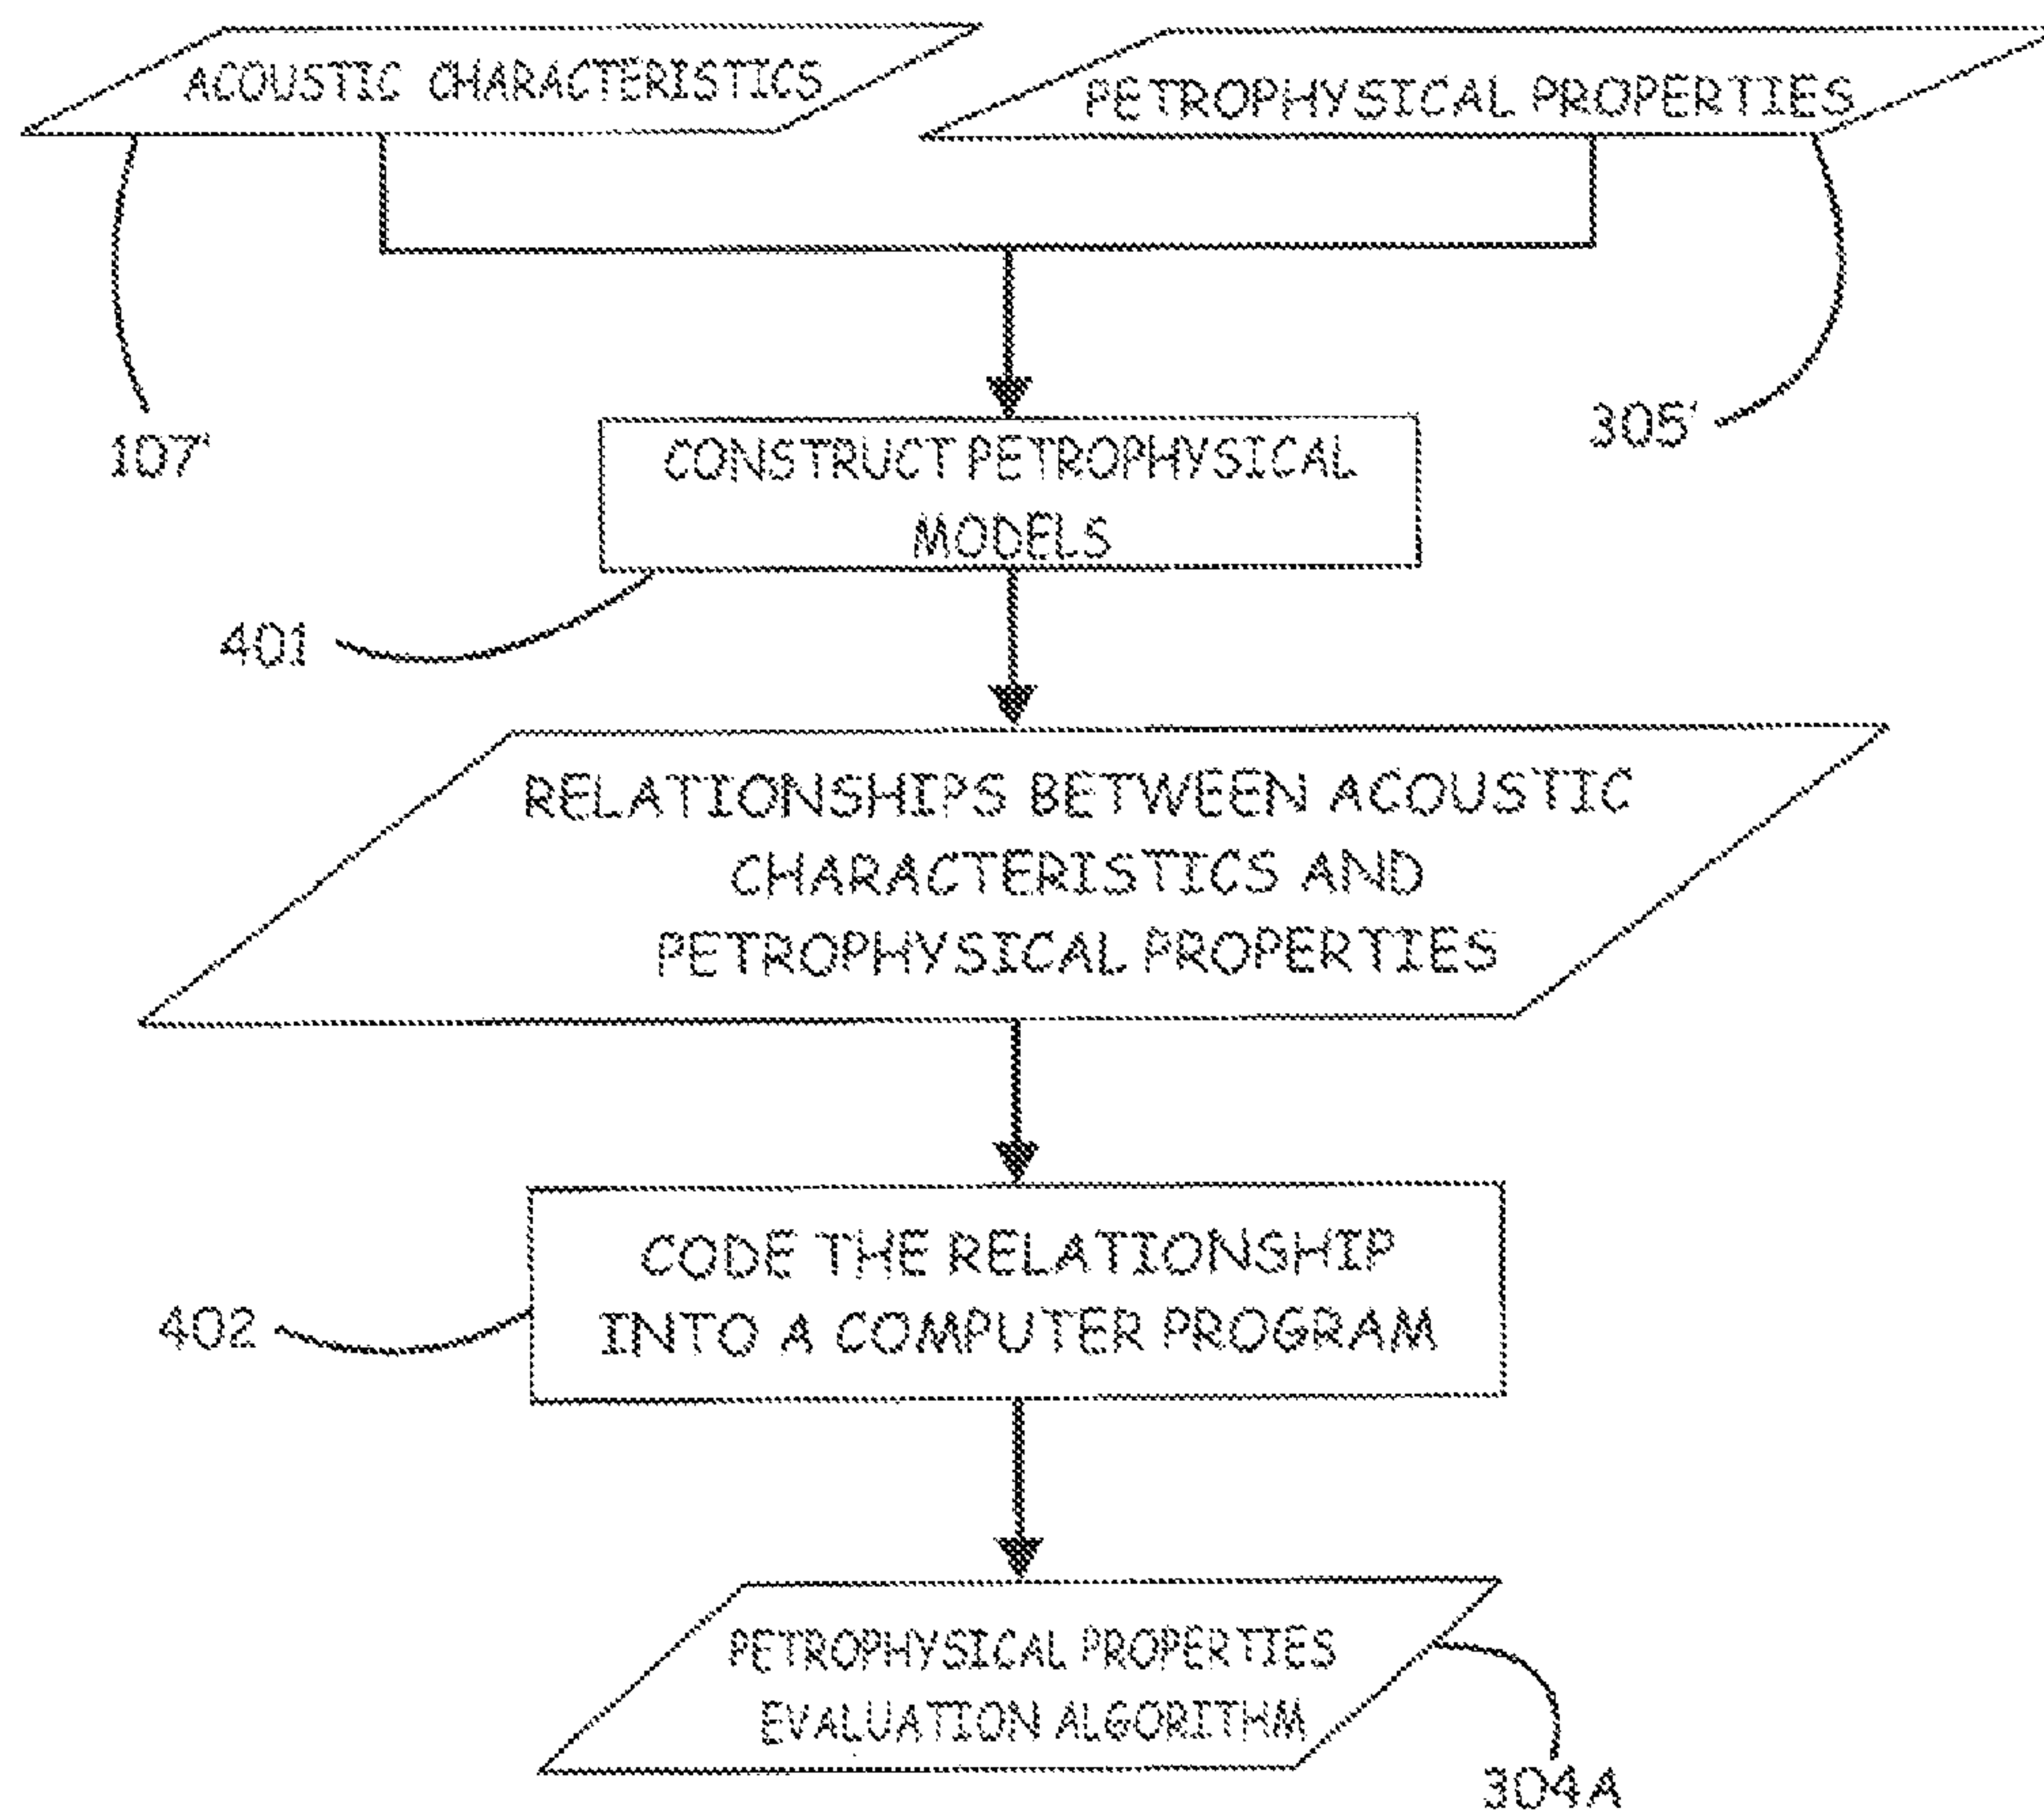 ACOUSTIC CHARACTERISTICS
PETROPHYSICAL PROPERTIES
107'
305'
CONSTRUCT PETROPHYSICAL
MODELS
401
RELATIONSHIPS BETWEEN ACOUSTIC
CHARACTERISTICS AND
PETROPHYSICAL PROPERTIES
CODE THE RELATIONSHIP
INTO A COMPUTER PROGRAM
402
PETROPHYSICAL PROPERTIES
EVALUATION ALGORITHM
304A